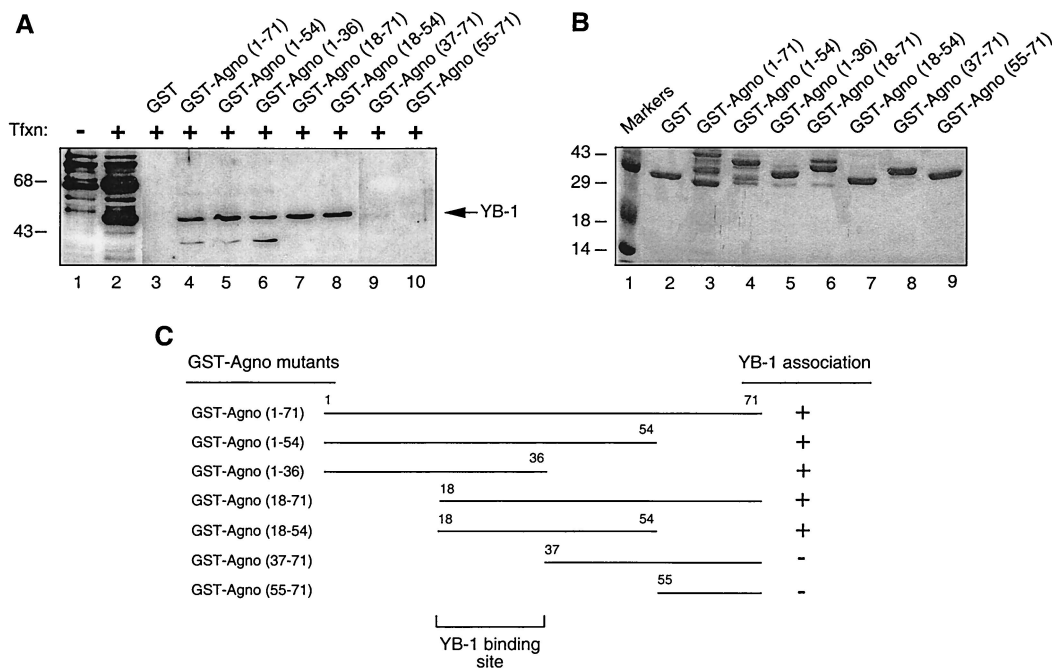 A
GST
GST-Agno (1-71)
GST-Agno (1-54)
GST-Agno (1-36)
GST-Agno (18-71)
GST-Agno (18-54)
GST-Agno (37-71)
GST-Agno (55-71)
Tfxn: - + + + + + + + + +
68
43
YB-1
1 2 3 4 5 6 7 8 9 10
B
Markers
GST
GST-Agno (1-71)
GST-Agno (1-54)
GST-Agno (1-36)
GST-Agno (18-71)
GST-Agno (18-54)
GST-Agno (37-71)
GST-Agno (55-71)
43
29
18
14
1 2 3 4 5 6 7 8 9
C
GST-Agno mutants YB-1 association
1 71
GST-Agno (1-71) +
54
GST-Agno (1-54) +
36
GST-Agno (1-36) +
18
GST-Agno (18-71) +
18 54
GST-Agno (18-54) +
37
GST-Agno (37-71) -
55
GST-Agno (55-71) -
YB-1 binding
site